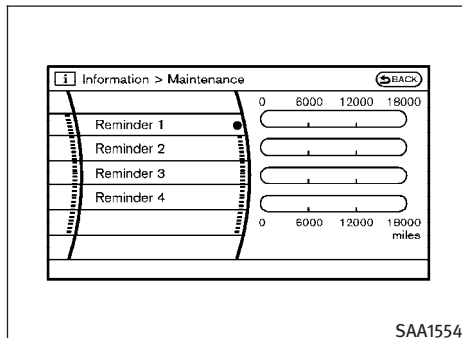 i Information > Maintenance BACK
0 6000 12000 18000
Reminder 1
Reminder 2
Reminder 3
Reminder 4
0 6000 12000 18000
miles
SAA1554